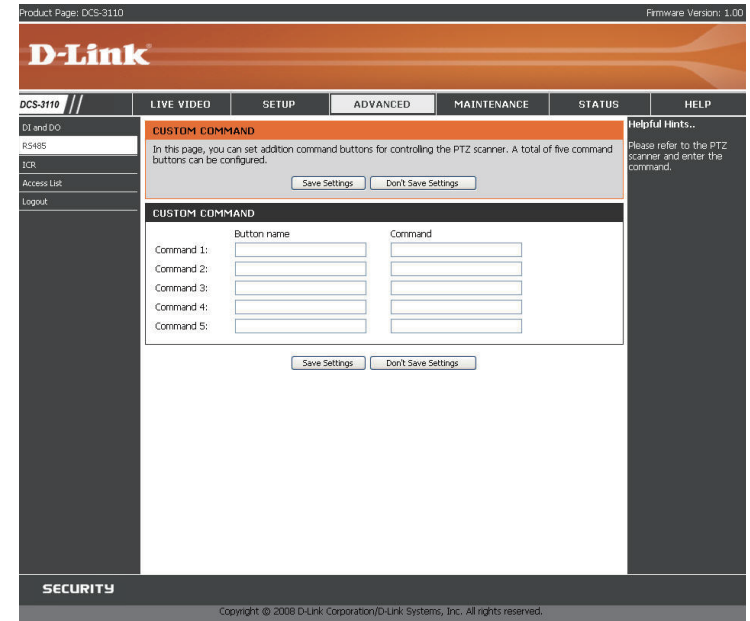 Product Page: DCS-3110 Firmware Version: 1.00
D-Link
DCS-3110 LIVE VIDEO SETUP ADVANCED MAINTENANCE STATUS HELP
DI and DO
RS485
ICR
Access List
Logout
CUSTOM COMMAND
In this page, you can set addition command buttons for controlling the PTZ scanner. A total of five command
buttons can be configured.
Save Settings Don't Save Settings
CUSTOM COMMAND
Button name Command
Command 1:
Command 2:
Command 3:
Command 4:
Command 5:
Save Settings Don't Save Settings
Helpful Hints..
Please refer to the PTZ
scanner and enter the
command.
SECURITY
Copyright © 2008 D-Link Corporation/D-Link Systems, Inc. All rights reserved.